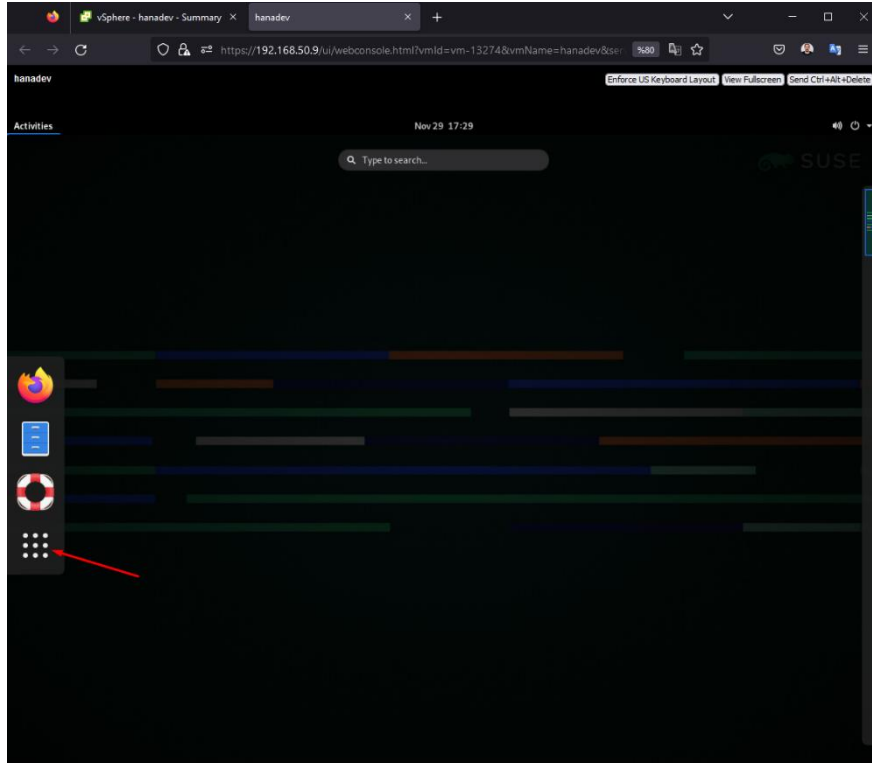 vSphere - hanadev - Summary
hanadev
https://192.168.50.9/ui/webconsole.html?vmId=vm-13274&vmName=hanadev&ser
%80
hanadev
Enforce US Keyboard Layout
View Fullscreen
Send Ctrl+Alt+Delete
Activities
Nov 29 17:29
Type to search...
SUSE